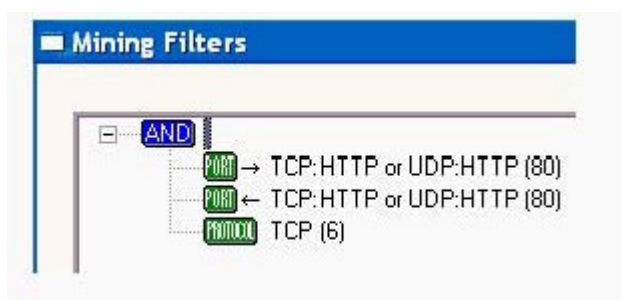 Mining Filters
AND
PORT → TCP:HTTP or UDP:HTTP (80)
PORT ← TCP:HTTP or UDP:HTTP (80)
PROTOCOL TCP (6)